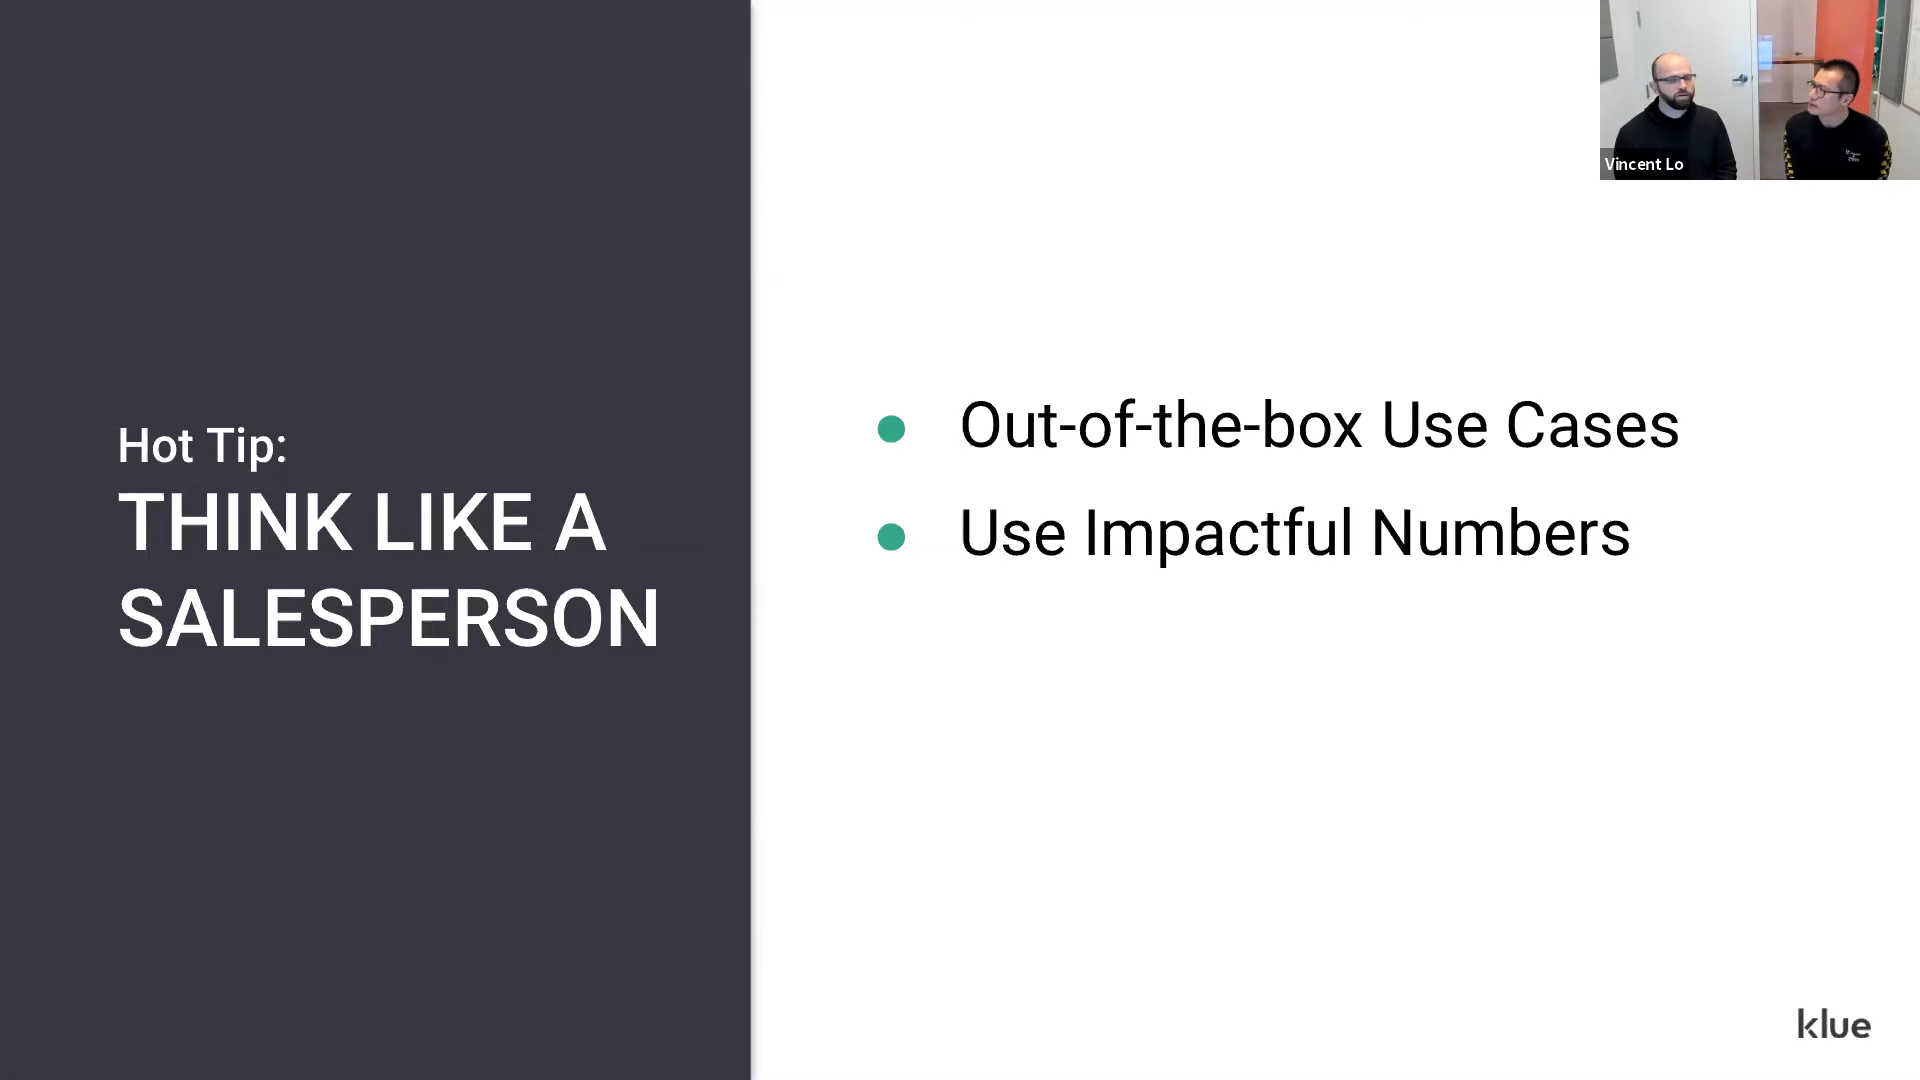 Vincent Lo
Hot Tip:
THINK LIKE A
SALESPERSON
Out-of-the-box Use Cases
Use Impactful Numbers
klue